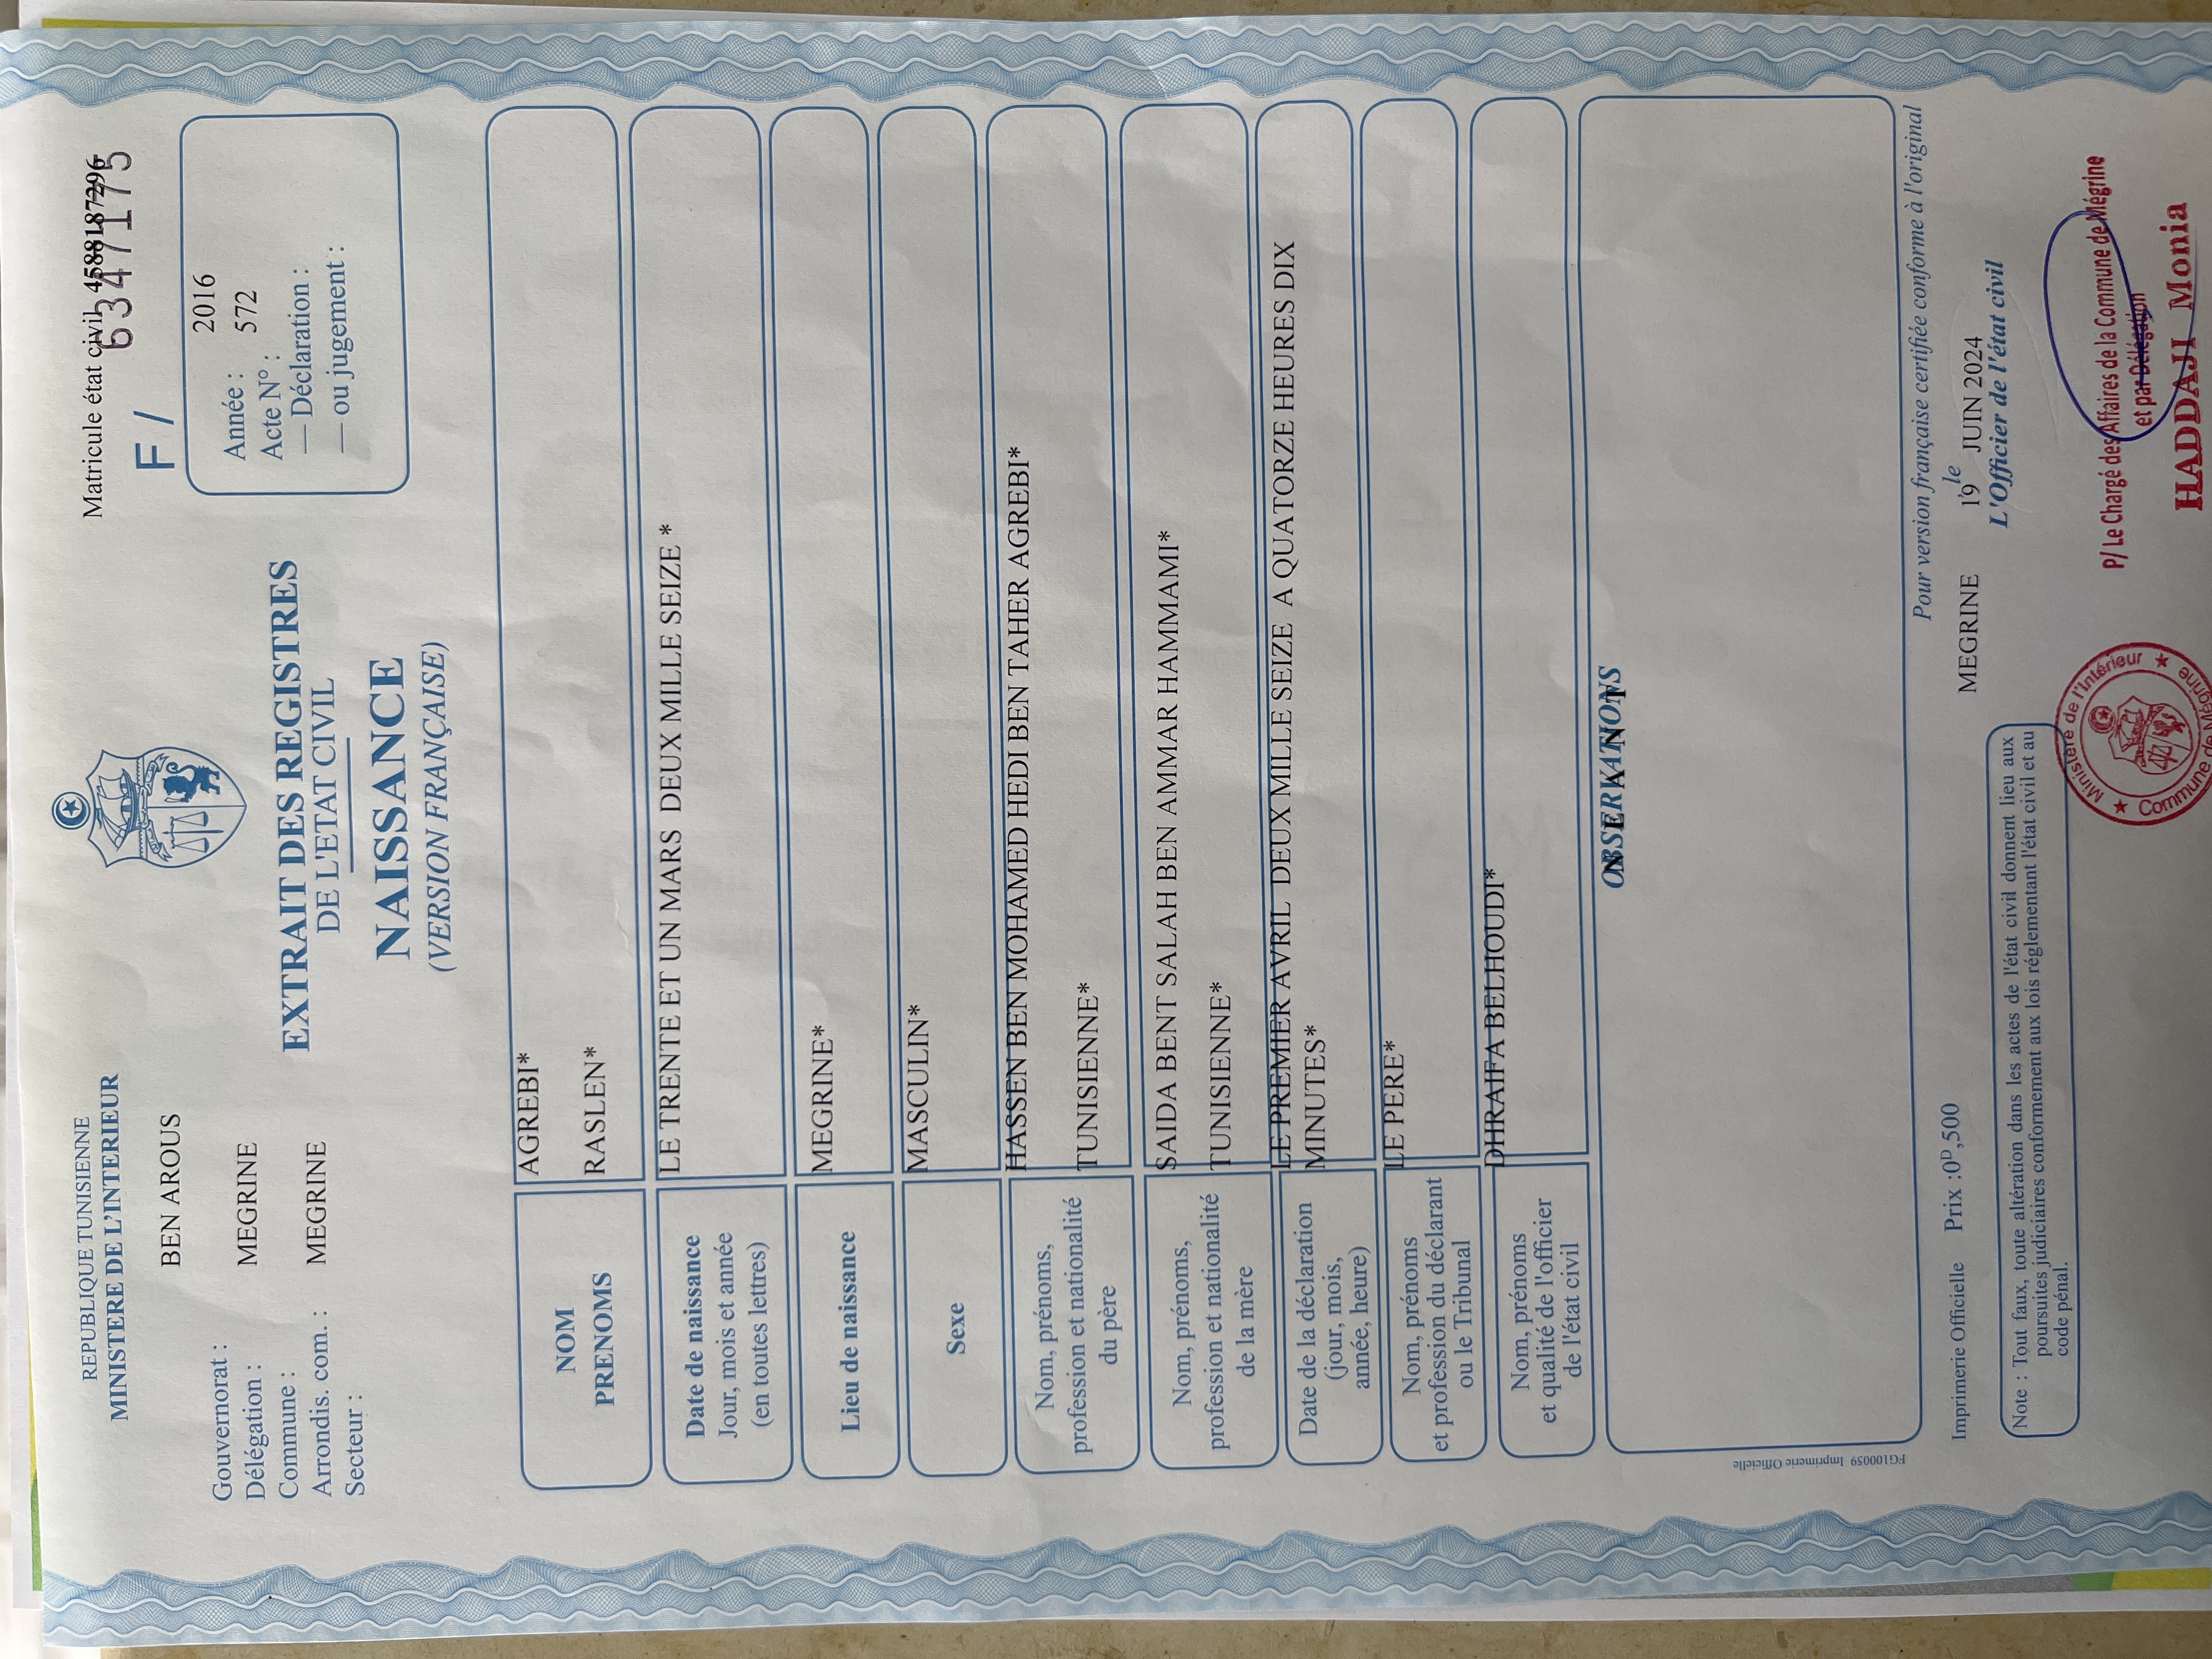 REPUBLIQUE TUNISIENNE
MINISTERE DE L'INTERIEUR
Matricule état civil 4588187296
F / 6347175
Gouvernorat : BEN AROUS
Délégation : MEGRINE
Commune : MEGRINE
Arrondis. com. :
Secteur :
EXTRAIT DES REGISTRES
DE L'ETAT CIVIL
NAISSANCE
(VERSION FRANÇAISE)
Année : 2016
Acte N° : 572
— Déclaration :
— ou jugement :
NOM AGREBI*
PRENOMS RASLEN*
Date de naissance
Jour, mois et année
(en toutes lettres)
LE TRENTE ET UN MARS DEUX MILLE SEIZE *
Lieu de naissance
MEGRINE*
Sexe
MASCULIN*
Nom, prénoms,
profession et nationalité
du père
HASSEN BEN MOHAMED HEDI BEN TAHER AGREBI*
TUNISIENNE*
Nom, prénoms,
profession et nationalité
de la mère
SAIDA BENT SALAH BEN AMMAR HAMMAMI*
TUNISIENNE*
Date de la déclaration
(jour, mois,
année, heure)
LE PREMIER AVRIL DEUX MILLE SEIZE A QUATORZE HEURES DIX
MINUTES*
Nom, prénoms
et profession du déclarant
ou le Tribunal
LE PERE*
Nom, prénoms
et qualité de l'officier
de l'état civil
DHRAIFA BELHOUDI*
OBSERVATIONS
FG100059 Imprimerie Officielle
Pour version française certifiée conforme à l'original
Imprimerie Officielle Prix :0ᴰ,500
MEGRINE le 19 JUIN 2024
L'Officier de l'état civil
Note : Tout faux, toute altération dans les actes de l'état civil donnent lieu aux
poursuites judiciaires conformement aux lois réglementant l'état civil et au
code pénal.
Ministère de l'Intérieur
Commune de Mégrine
P/ Le Chargé des Affaires de la Commune de Mégrine
et par Délégation
HADDAJI Monia